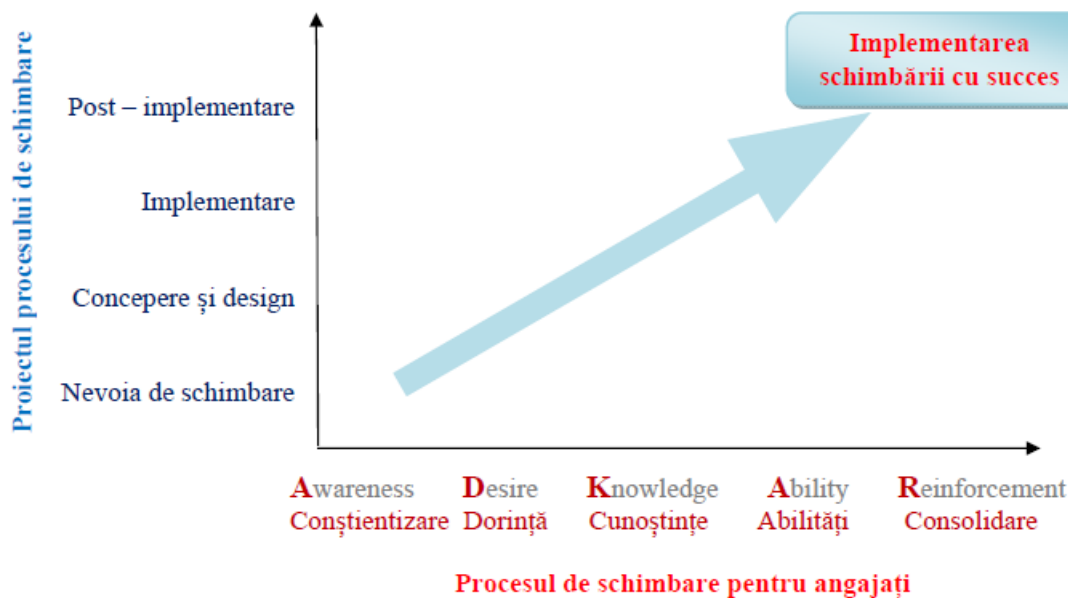 Proiectul procesului de schimbare
Implementarea
schimbării cu succes
Post – implementare
Implementare
Concepere și design
Nevoia de schimbare
Awareness Desire Knowledge Ability Reinforcement
Conștientizare Dorință Cunoștințe Abilități Consolidare
Procesul de schimbare pentru angajați